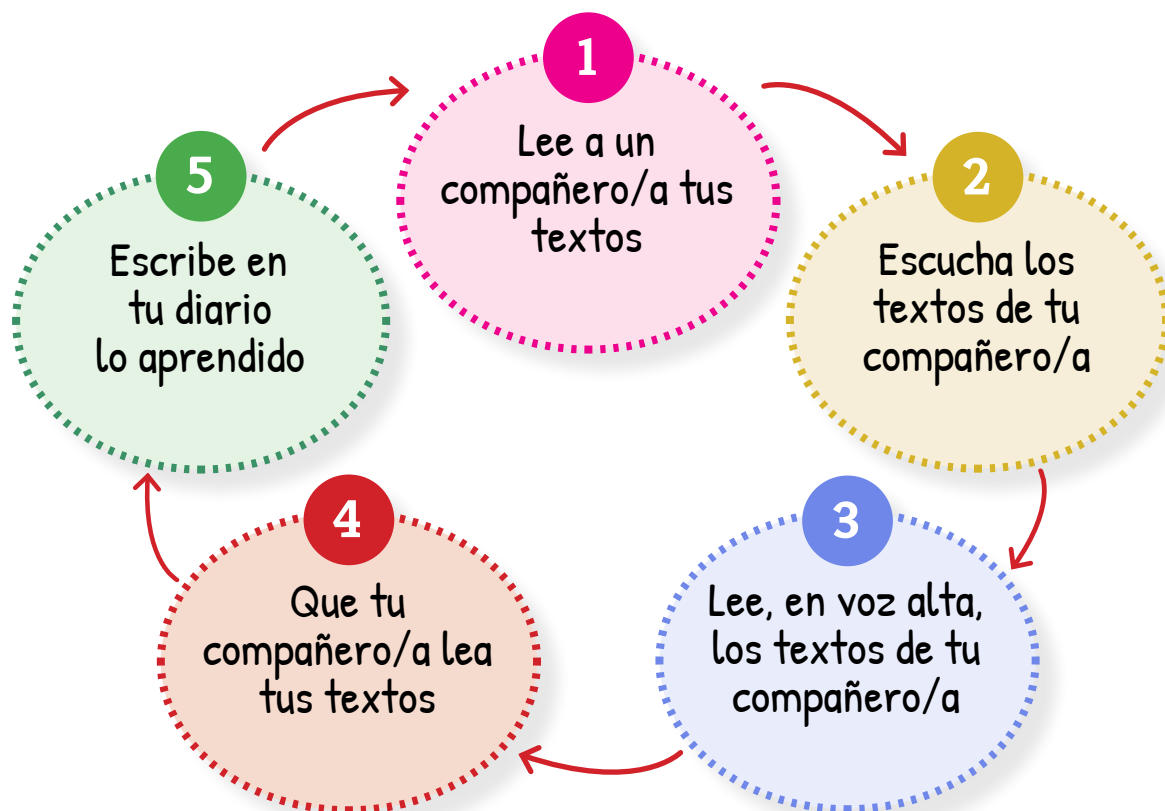 1
Lee a un
compañero/a tus
textos
2
Escucha los
textos de tu
compañero/a
3
Lee, en voz alta,
los textos de tu
compañero/a
4
Que tu
compañero/a lea
tus textos
5
Escribe en
tu diario
lo aprendido